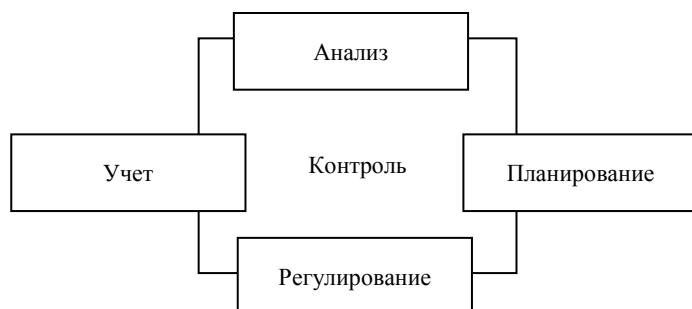 Анализ
Учет
Контроль
Планирование
Регулирование